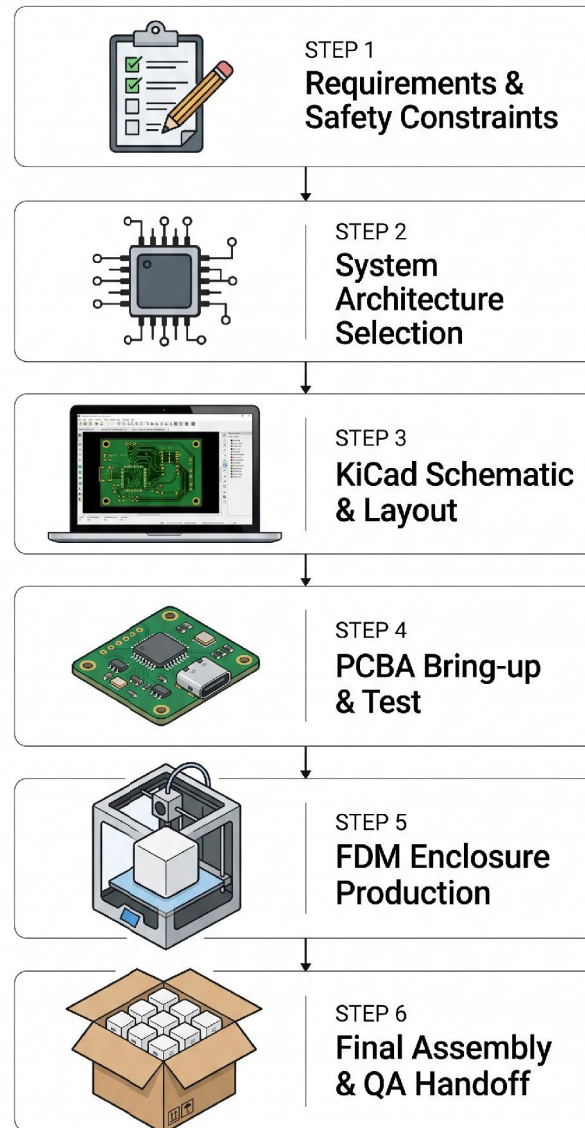 STEP 1
Requirements &
Safety Constraints
STEP 2
System
Architecture
Selection
STEP 3
KiCad Schematic
& Layout
STEP 4
PCBA Bring-up
& Test
STEP 5
FDM Enclosure
Production
STEP 6
Final Assembly
& QA Handoff